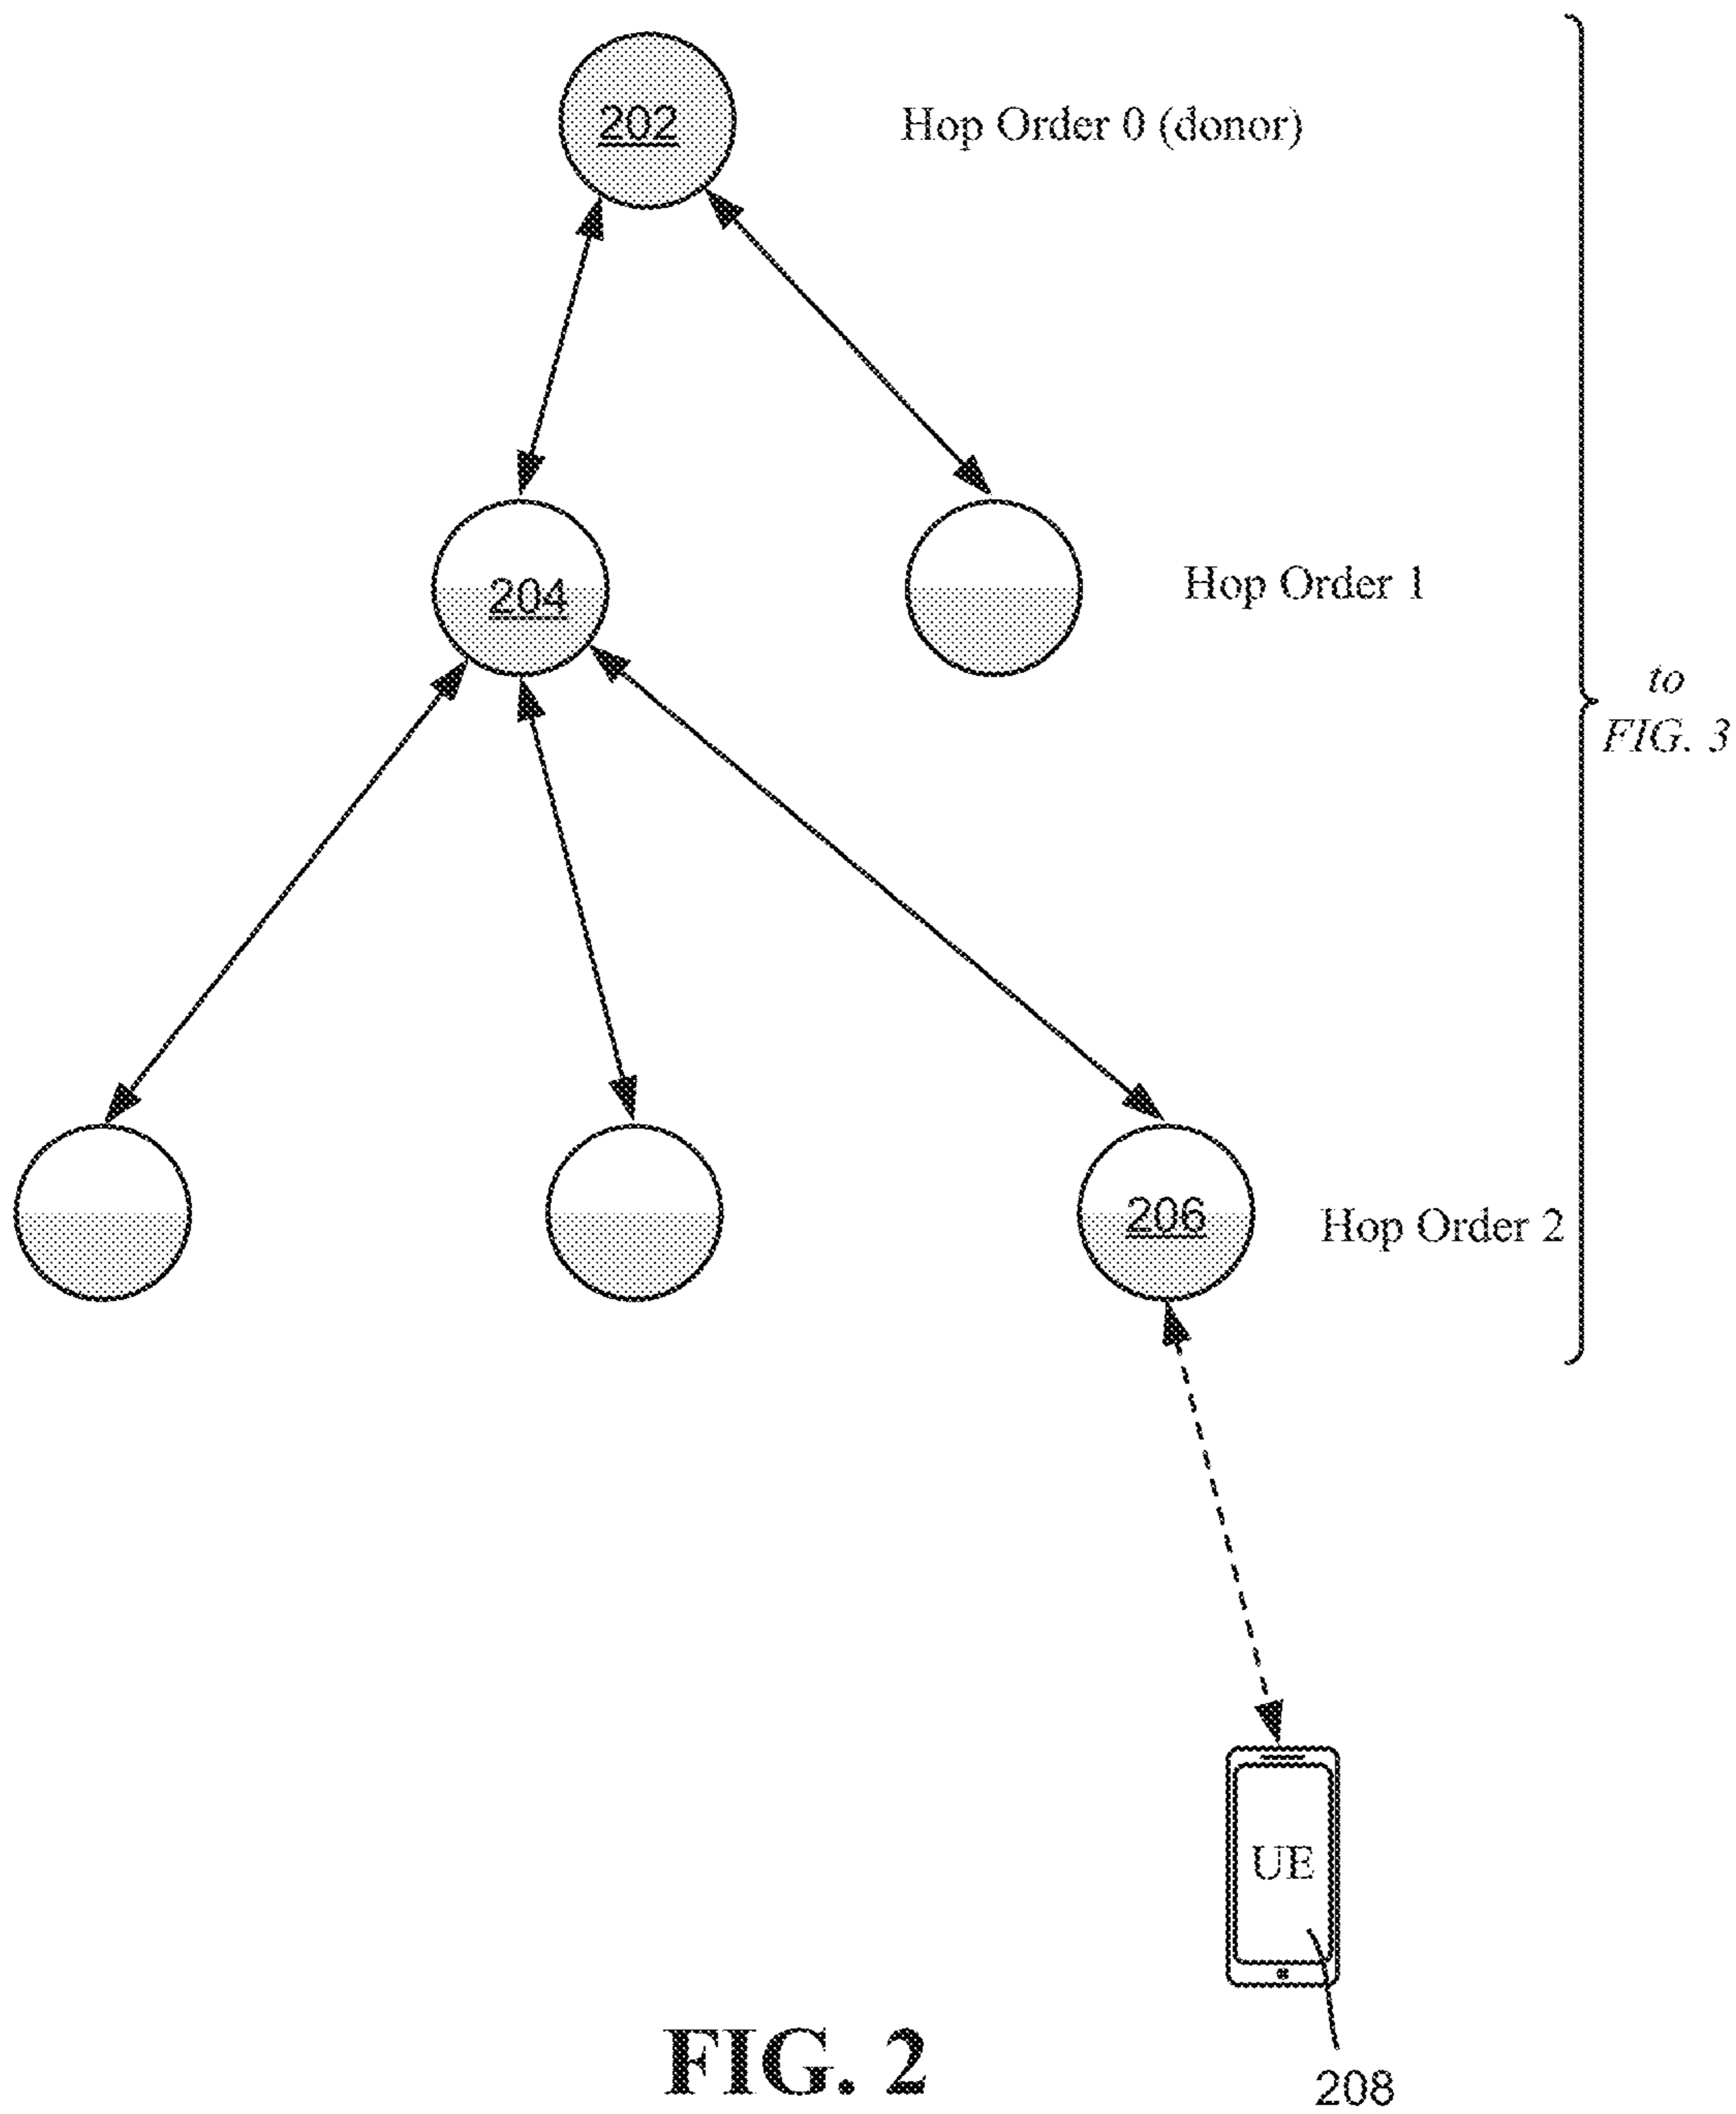 202
Hop Order 0 (donor)
204
Hop Order 1
to
FIG. 3
206
Hop Order 2
UE
208
FIG. 2